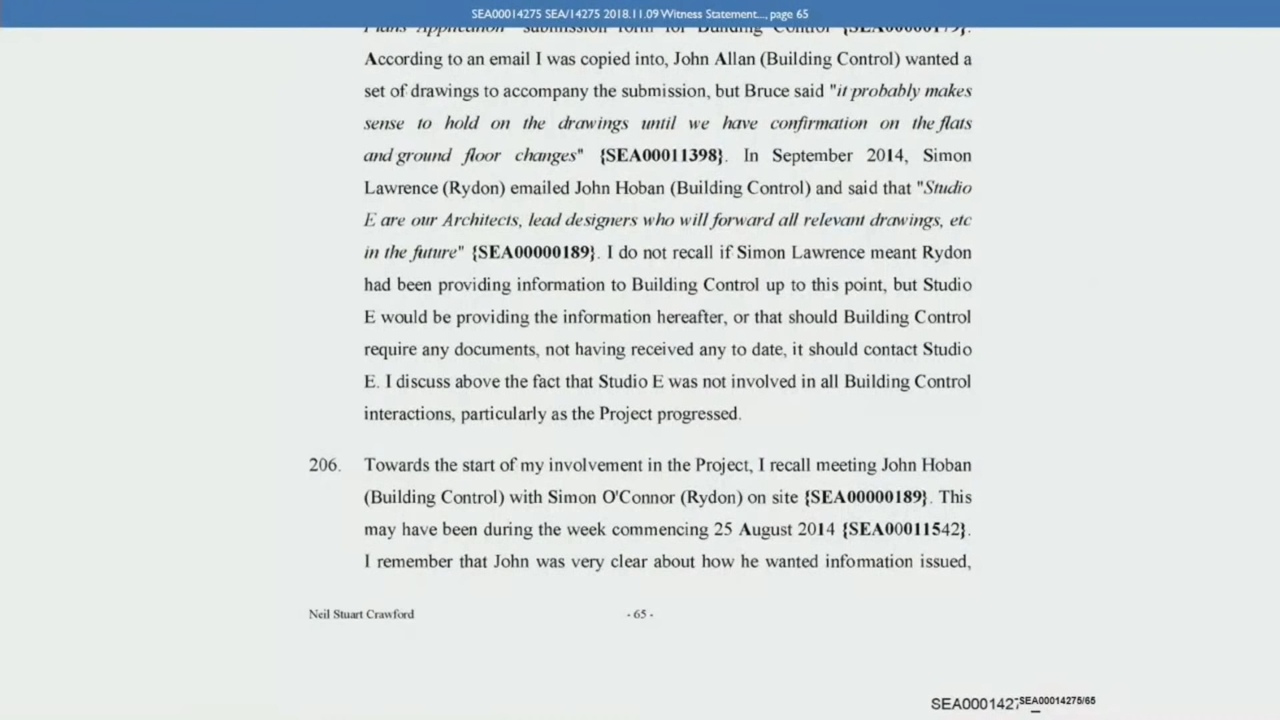 SEA00014275 SEA/14275 2018.11.09 Witness Statement..., page 65
Plans Application" submission form for Building Control {SEA00000179}.
According to an email I was copied into, John Allan (Building Control) wanted a
set of drawings to accompany the submission, but Bruce said "it probably makes
sense to hold on the drawings until we have confirmation on the flats
and ground floor changes" {SEA00011398}. In September 2014, Simon
Lawrence (Rydon) emailed John Hoban (Building Control) and said that "Studio
E are our Architects, lead designers who will forward all relevant drawings, etc
in the future" {SEA00000189}. I do not recall if Simon Lawrence meant Rydon
had been providing information to Building Control up to this point, but Studio
E would be providing the information hereafter, or that should Building Control
require any documents, not having received any to date, it should contact Studio
E. I discuss above the fact that Studio E was not involved in all Building Control
interactions, particularly as the Project progressed.
206. Towards the start of my involvement in the Project, I recall meeting John Hoban
(Building Control) with Simon O'Connor (Rydon) on site {SEA00000189}. This
may have been during the week commencing 25 August 2014 {SEA00011542}.
I remember that John was very clear about how he wanted information issued,
Neil Stuart Crawford - 65 -
SEA0001427 SEA00014275/65